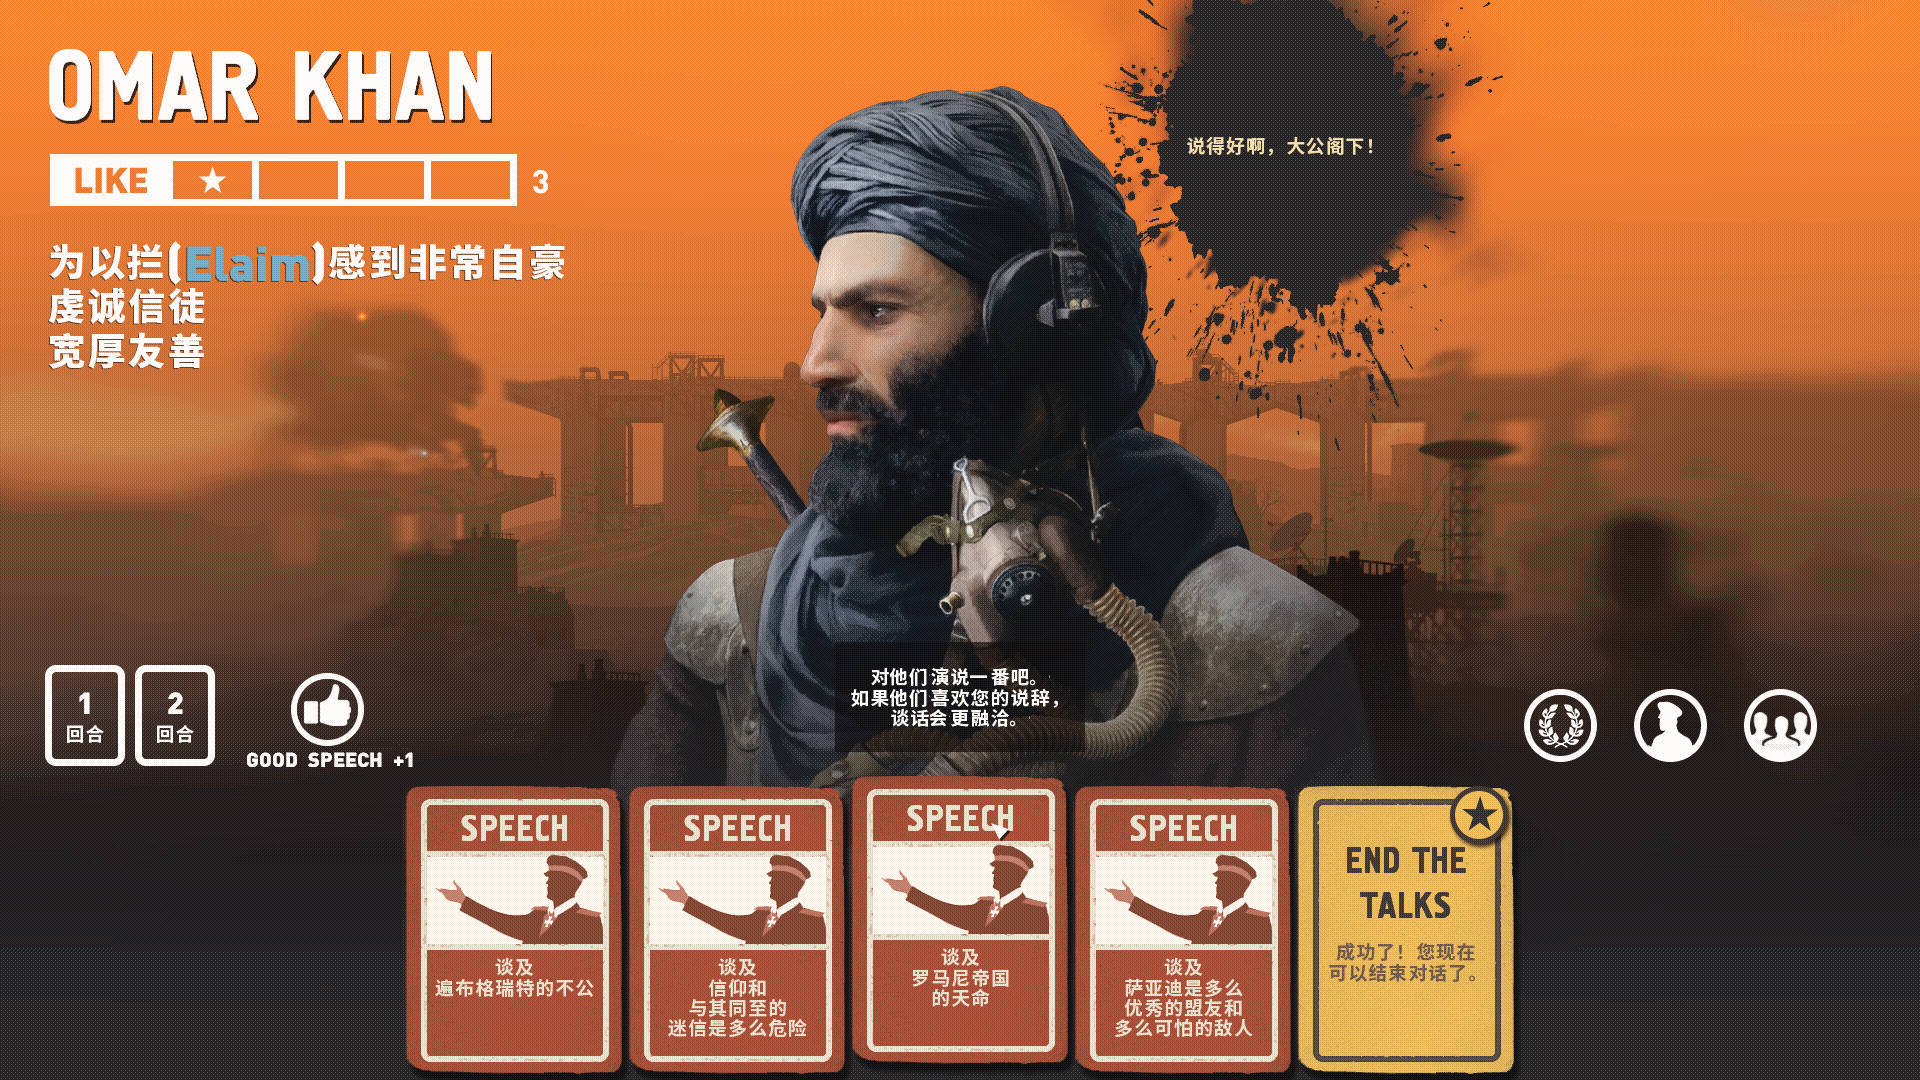 OMAR KHAN
LIKE
3
为以拦(Elaim)感到非常自豪
虔诚信徒
宽厚友善
说得好啊，大公阁下！
对他们演说一番吧。
如果他们喜欢您的说辞，
谈话会更融洽。
1
回合
2
回合
GOOD SPEECH +1
SPEECH
谈及
遍布格瑞特的不公
SPEECH
谈及
信仰和
与其同至的
迷信是多么危险
SPEECH
谈及
罗马尼帝国
的天命
SPEECH
谈及
萨亚迪是多么
优秀的盟友和
多么可怕的敌人
END THE
TALKS
成功了！您现在
可以结束对话了。